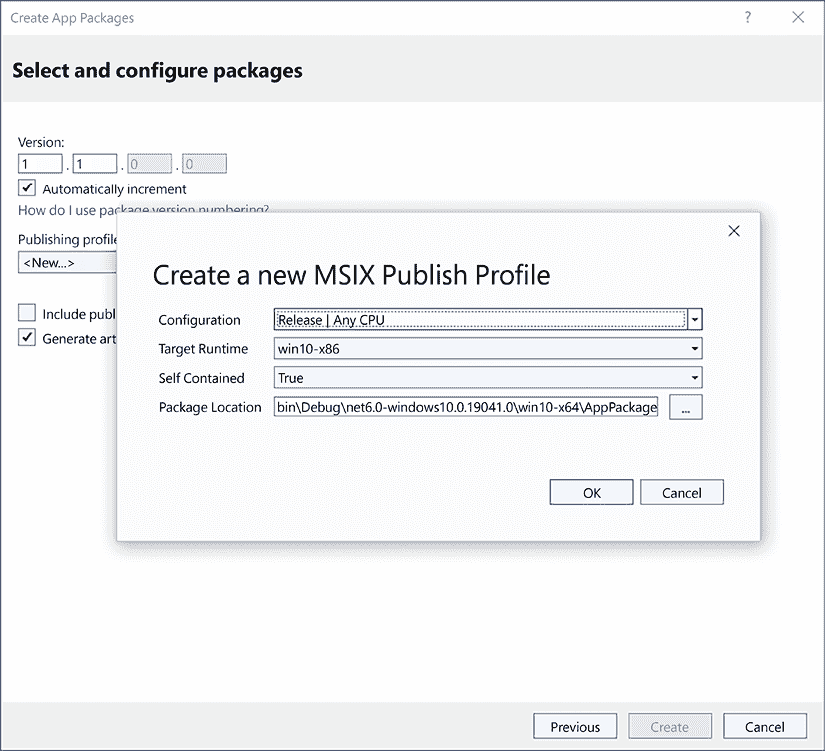 Create App Packages
?
Select and configure packages
Version:
1 . 1 . 0 . 0
Automatically increment
How do I use package version numbering?
Publishing profile
<New...>
Include publ
Generate art
Create a new MSIX Publish Profile
Configuration Release | Any CPU
Target Runtime win10-x86
Self Contained True
Package Location bin\Debug\net6.0-windows10.0.19041.0\win10-x64\AppPackage ...
OK Cancel
Previous Create Cancel